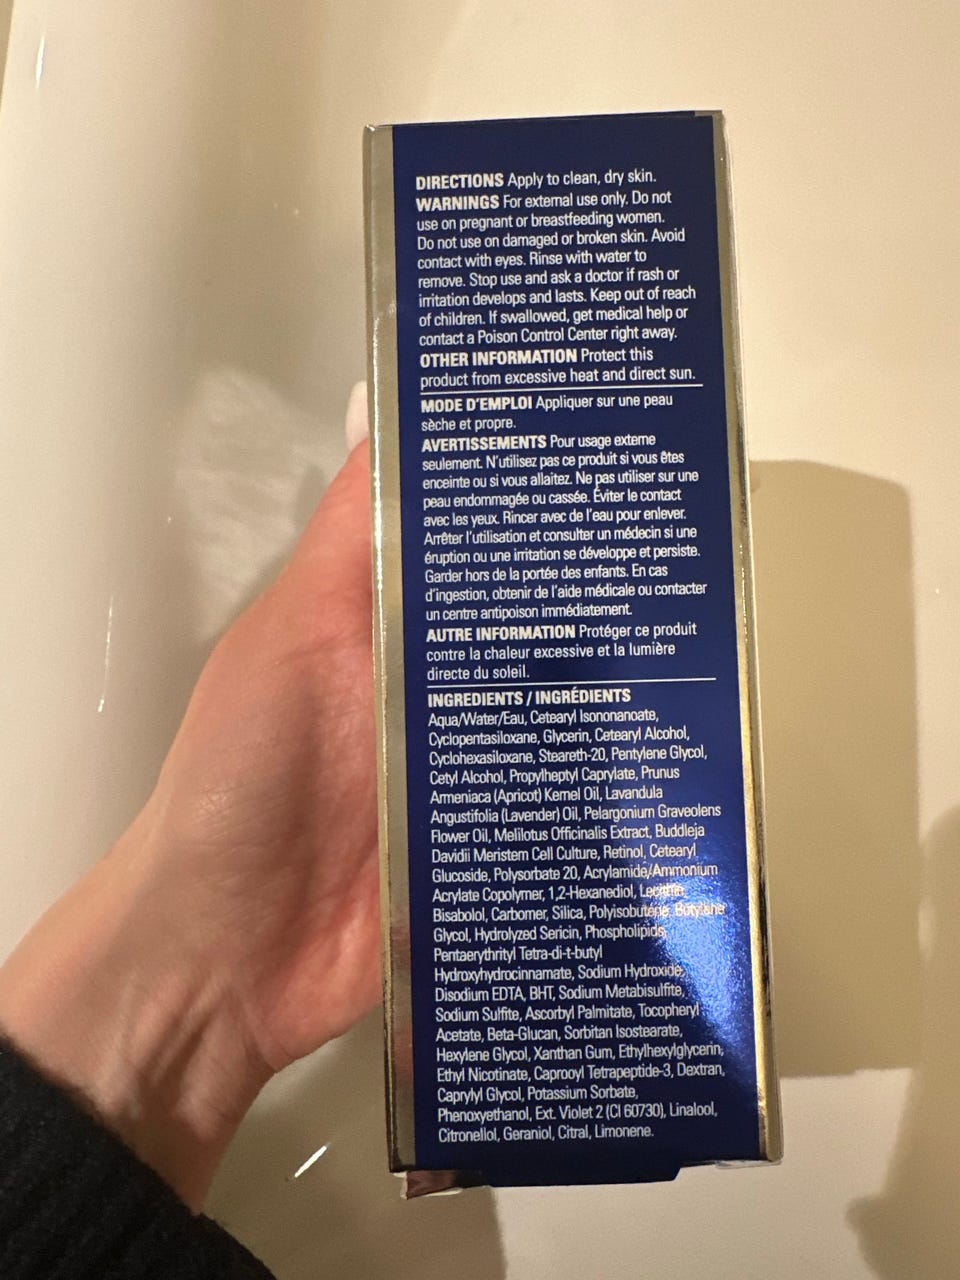 DIRECTIONS Apply to clean, dry skin.
WARNINGS For external use only. Do not
use on pregnant or breastfeeding women.
Do not use on damaged or broken skin. Avoid
contact with eyes. Rinse with water to
remove. Stop use and ask a doctor if rash or
irritation develops and lasts. Keep out of reach
of children. If swallowed, get medical help or
contact a Poison Control Center right away.
OTHER INFORMATION Protect this
product from excessive heat and direct sun.
MODE D'EMPLOI Appliquer sur une peau
sèche et propre.
AVERTISSEMENTS Pour usage externe
seulement. N'utilisez pas ce produit si vous êtes
enceinte ou si vous allaitez. Ne pas utiliser sur une
peau endommagée ou cassée. Éviter le contact
avec les yeux. Rincer avec de l'eau pour enlever.
Arrêter l'utilisation et consulter un médecin si une
éruption ou une irritation se développe et persiste.
Garder hors de la portée des enfants. En cas
d'ingestion, obtenir de l'aide médicale ou contacter
un centre antipoison immédiatement.
AUTRE INFORMATION Protéger ce produit
contre la chaleur excessive et la lumière
directe du soleil.
INGREDIENTS / INGRÉDIENTS
Aqua/Water/Eau, Cetearyl Isononanoate,
Cyclopentasiloxane, Glycerin, Cetearyl Alcohol,
Cyclohexasiloxane, Steareth-20, Pentylene Glycol,
Cetyl Alcohol, Propylheptyl Caprylate, Prunus
Armeniaca (Apricot) Kernel Oil, Lavandula
Angustifolia (Lavender) Oil, Pelargonium Graveolens
Flower Oil, Melilotus Officinalis Extract, Buddleja
Davidii Meristem Cell Culture, Retinol, Cetearyl
Glucoside, Polysorbate 20, Acrylamide/Ammonium
Acrylate Copolymer, 1,2-Hexanediol, Lecithin,
Bisabolol, Carbomer, Silica, Polyisobutene, Butylene
Glycol, Hydrolyzed Sericin, Phospholipids,
Pentaerythrityl Tetra-di-t-butyl
Hydroxyhydrocinnamate, Sodium Hydroxide,
Disodium EDTA, BHT, Sodium Metabisulfite,
Sodium Sulfite, Ascorbyl Palmitate, Tocopheryl
Acetate, Beta-Glucan, Sorbitan Isostearate,
Hexylene Glycol, Xanthan Gum, Ethylhexylglycerin,
Ethyl Nicotinate, Caprooyl Tetrapeptide-3, Dextran,
Caprylyl Glycol, Potassium Sorbate,
Phenoxyethanol, Ext. Violet 2 (CI 60730), Linalool,
Citronellol, Geraniol, Citral, Limonene.